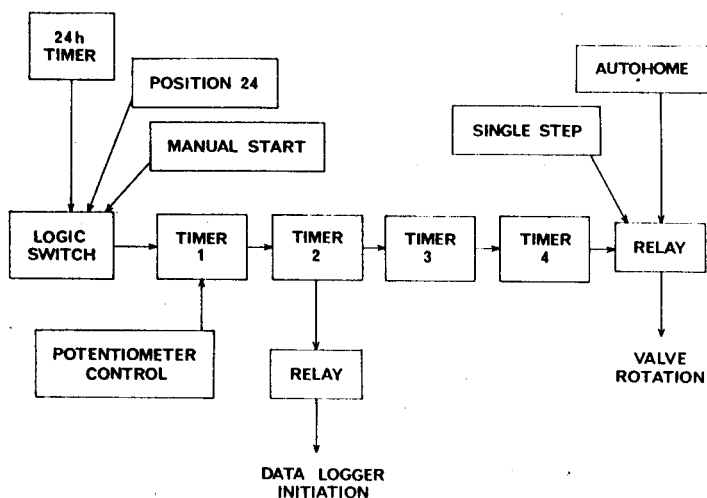 24h
TIMER
POSITION 24
MANUAL START
AUTOHOME
SINGLE STEP
LOGIC
SWITCH
TIMER
1
TIMER
2
TIMER
3
TIMER
4
RELAY
POTENTIOMETER
CONTROL
RELAY
VALVE
ROTATION
DATA LOGGER
INITIATION